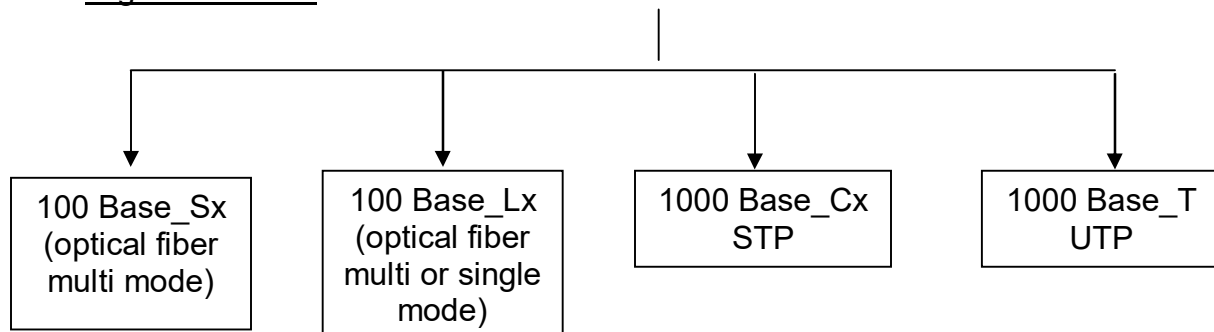 100 Base_Sx
(optical fiber
multi mode)
100 Base_Lx
(optical fiber
multi or single
mode)
1000 Base_Cx
STP
1000 Base_T
UTP